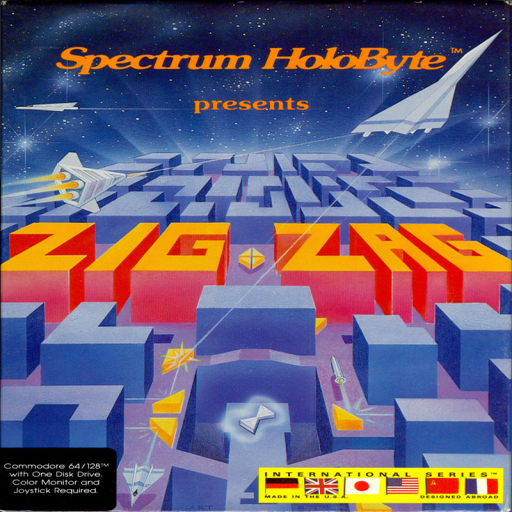 Spectrum HoloByte™
presents
ZIG ZAG
Commodore 64/128™
with One Disk Drive.
Color Monitor and
Joystick Required.
INTERNATIONAL SERIES™
MADE IN THE U.S.A. DESIGNED ABROAD